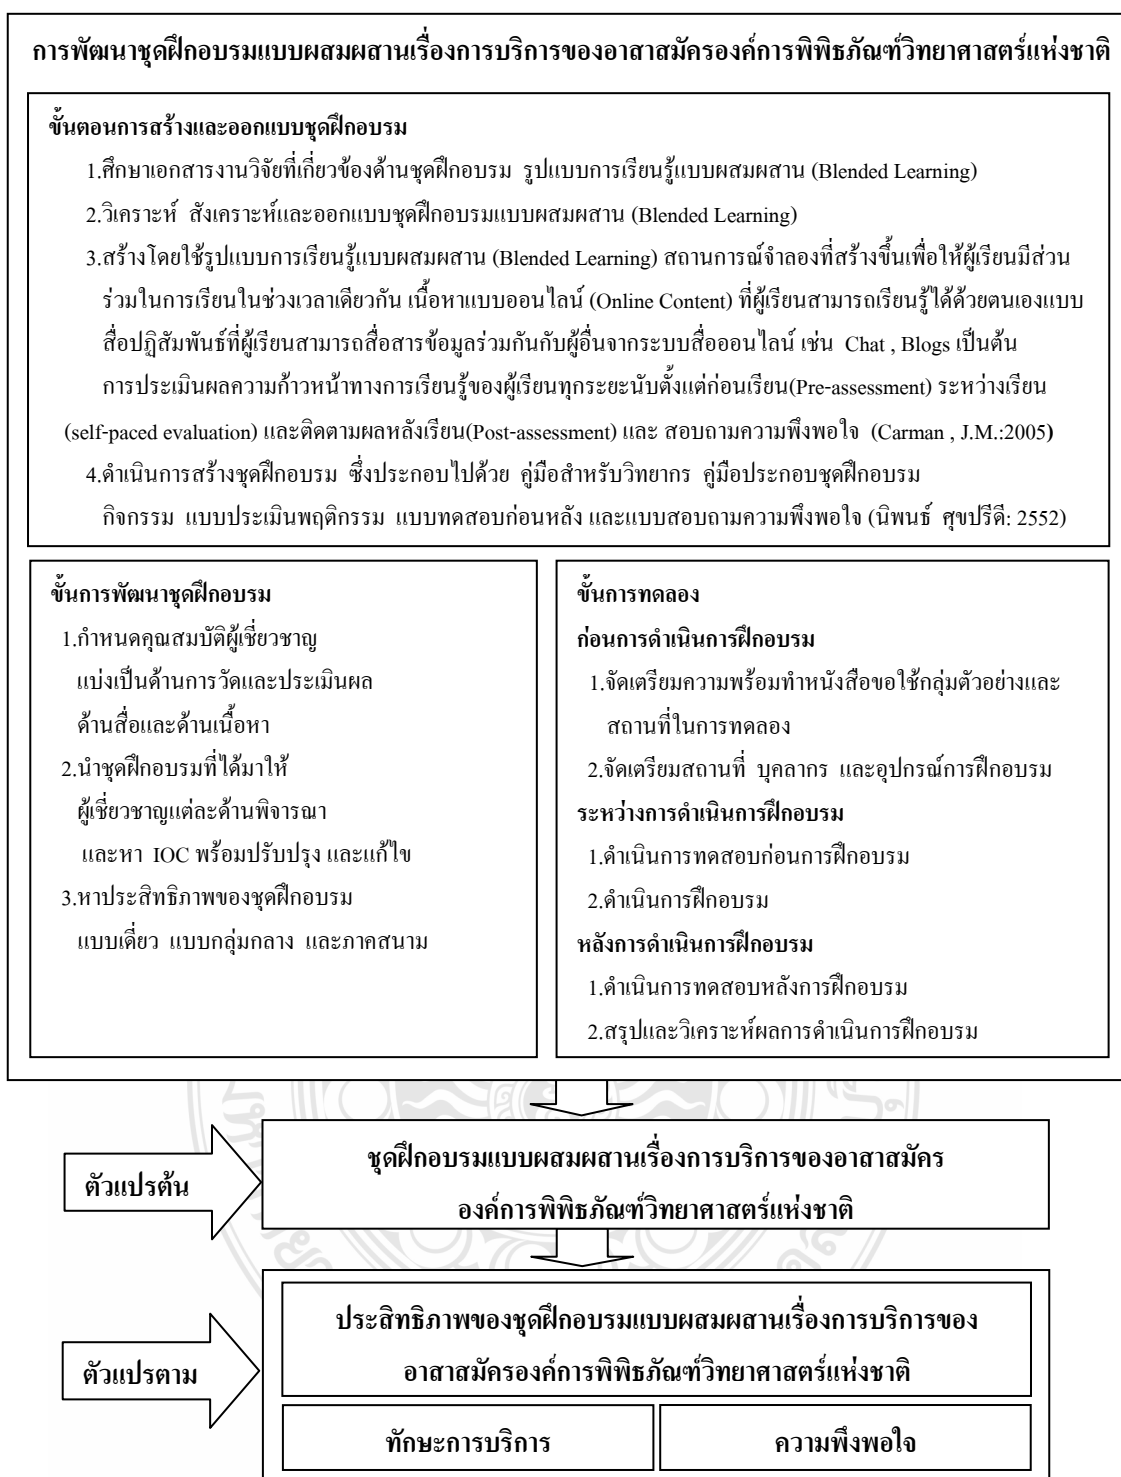 การพัฒนาชุดฝึกอบรมแบบผสมผสานเรื่องการบริการของอาสาสมัครองค์การพิพิธภัณฑ์วิทยาศาสตร์แห่งชาติ
ขั้นตอนการสร้างและออกแบบชุดฝึกอบรม
1.ศึกษาเอกสารงานวิจัยที่เกี่ยวข้องด้านชุดฝึกอบรม รูปแบบการเรียนรู้แบบผสมผสาน (Blended Learning)
2.วิเคราะห์ สังเคราะห์และออกแบบชุดฝึกอบรมแบบผสมผสาน (Blended Learning)
3.สร้างโดยใช้รูปแบบการเรียนรู้แบบผสมผสาน (Blended Learning) สถานการณ์จำลองที่สร้างขึ้นเพื่อให้ผู้เรียนมีส่วน
ร่วมในการเรียนในช่วงเวลาเดียวกัน เนื้อหาแบบออนไลน์ (Online Content) ที่ผู้เรียนสามารถเรียนรู้ได้ด้วยตนเองแบบ
สื่อปฏิสัมพันธ์ที่ผู้เรียนสามารถสื่อสารข้อมูลร่วมกันกับผู้อื่นจากระบบสื่อออนไลน์ เช่น Chat , Blogs เป็นต้น
การประเมินผลความก้าวหน้าทางการเรียนรู้ของผู้เรียนทุกระยะนับตั้งแต่ก่อนเรียน(Pre-assessment) ระหว่างเรียน
(self-paced evaluation) และติดตามผลหลังเรียน(Post-assessment) และ สอบถามความพึงพอใจ (Carman , J.M.:2005)
4.ดำเนินการสร้างชุดฝึกอบรม ซึ่งประกอบไปด้วย คู่มือสำหรับวิทยากร คู่มือประกอบชุดฝึกอบรม
กิจกรรม แบบประเมินพฤติกรรม แบบทดสอบก่อนหลัง และแบบสอบถามความพึงพอใจ (นิพนธ์ ศุขปรีดี: 2552)
ขั้นการพัฒนาชุดฝึกอบรม
1.กำหนดคุณสมบัติผู้เชี่ยวชาญ
แบ่งเป็นด้านการวัดและประเมินผล
ด้านสื่อและด้านเนื้อหา
2.นำชุดฝึกอบรมที่ได้มาให้
ผู้เชี่ยวชาญแต่ละด้านพิจารณา
และหา IOC พร้อมปรับปรุง และแก้ไข
3.หาประสิทธิภาพของชุดฝึกอบรม
แบบเดี่ยว แบบกลุ่มกลาง และภาคสนาม
ขั้นการทดลอง
ก่อนการดำเนินการฝึกอบรม
1.จัดเตรียมความพร้อมทำหนังสือขอใช้กลุ่มตัวอย่างและ
สถานที่ในการทดลอง
2.จัดเตรียมสถานที่ บุคลากร และอุปกรณ์การฝึกอบรม
ระหว่างการดำเนินการฝึกอบรม
1.ดำเนินการทดสอบก่อนการฝึกอบรม
2.ดำเนินการฝึกอบรม
หลังการดำเนินการฝึกอบรม
1.ดำเนินการทดสอบหลังการฝึกอบรม
2.สรุปและวิเคราะห์ผลการดำเนินการฝึกอบรม
ตัวแปรต้น
ชุดฝึกอบรมแบบผสมผสานเรื่องการบริการของอาสาสมัคร
องค์การพิพิธภัณฑ์วิทยาศาสตร์แห่งชาติ
ตัวแปรตาม
ประสิทธิภาพของชุดฝึกอบรมแบบผสมผสานเรื่องการบริการของ
อาสาสมัครองค์การพิพิธภัณฑ์วิทยาศาสตร์แห่งชาติ
ทักษะการบริการ
ความพึงพอใจ